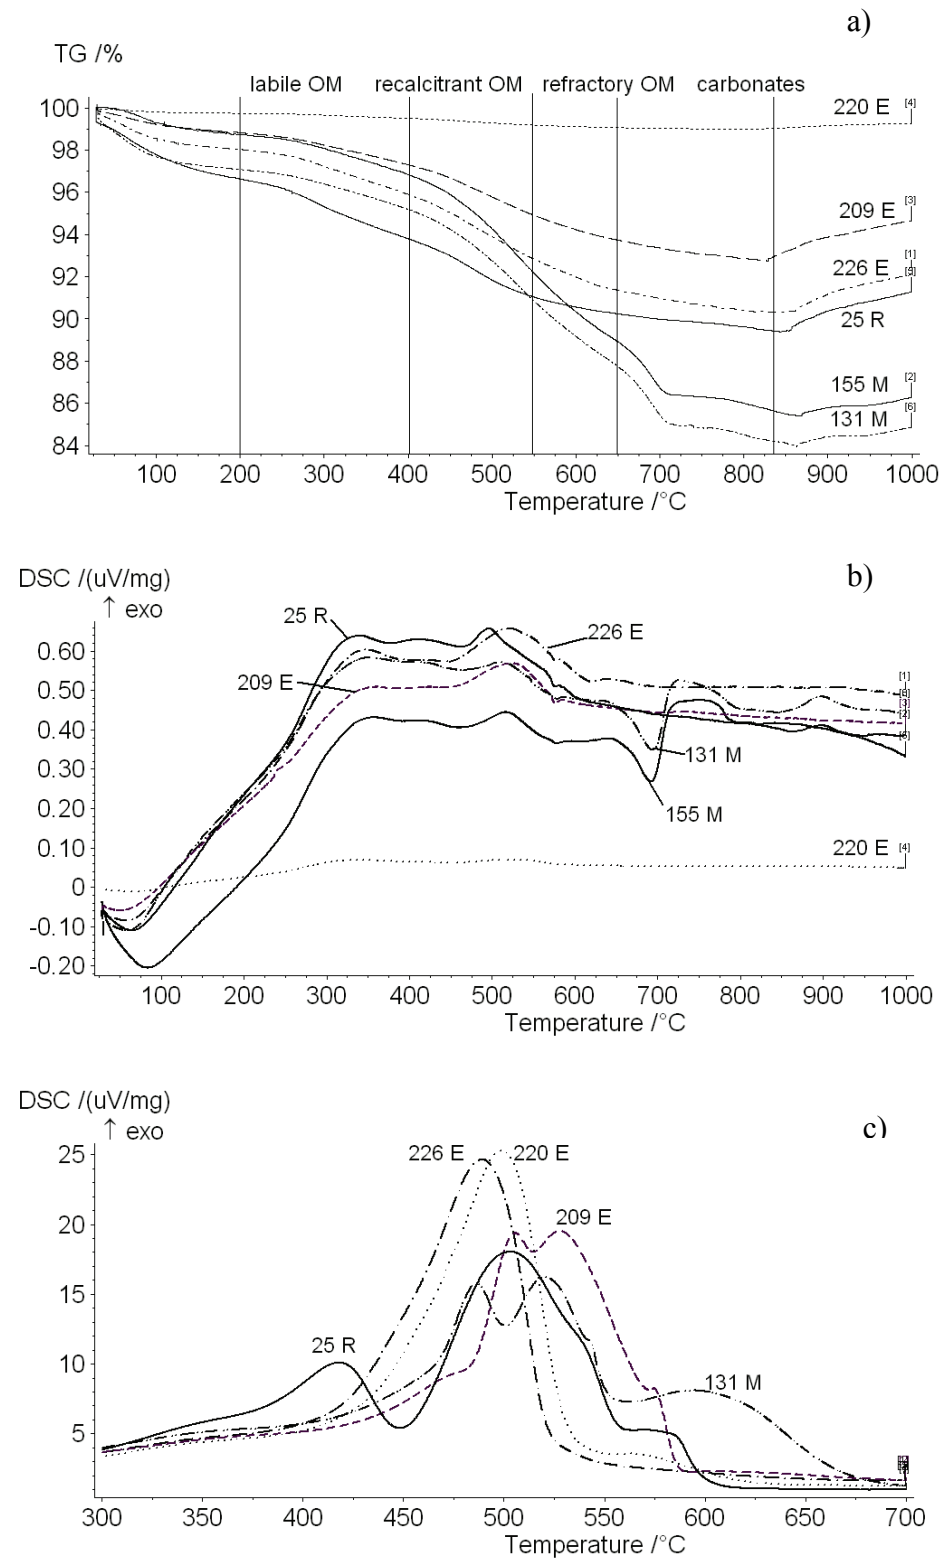 a)
TG /%
labile OM recalcitrant OM refractory OM carbonates
100
98
96
94
92
90
88
86
84
220 E [4]
209 E [3]
226 E [1]
25 R
155 M [2]
131 M [6]
100 200 300 400 500 600 700 800 900 1000
Temperature /°C
b)
DSC /(uV/mg)
↑ exo
0.60
0.50
0.40
0.30
0.20
0.10
0
-0.10
-0.20
25 R
226 E
209 E
131 M
155 M
220 E [4]
[1]
[3]
[2]
100 200 300 400 500 600 700 800 900 1000
Temperature /°C
c)
DSC /(uV/mg)
↑ exo
25
20
15
10
5
226 E 220 E
209 E
25 R
131 M
300 350 400 450 500 550 600 650 700
Temperature /°C